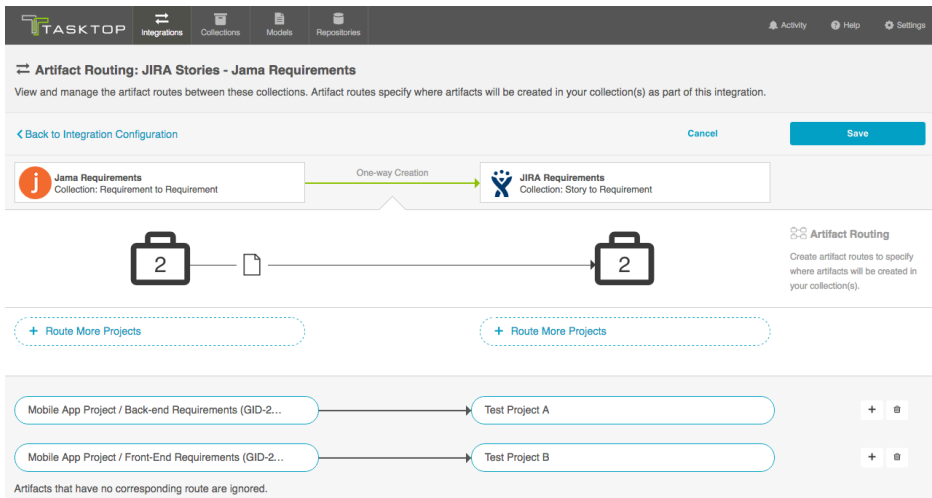 TASKTOP
Integrations
Collections
Models
Repositories
Activity
Help
Settings
Artifact Routing: JIRA Stories - Jama Requirements
View and manage the artifact routes between these collections. Artifact routes specify where artifacts will be created in your collection(s) as part of this integration.
Back to Integration Configuration
Cancel
Save
j
Jama Requirements
Collection: Requirement to Requirement
One-way Creation
JIRA Requirements
Collection: Story to Requirement
2
2
Artifact Routing
Create artifact routes to specify
where artifacts will be created in
your collection(s).
+ Route More Projects
+ Route More Projects
Mobile App Project / Back-end Requirements (GID-2...
Test Project A
+
Mobile App Project / Front-End Requirements (GID-2...
Test Project B
+
Artifacts that have no corresponding route are ignored.